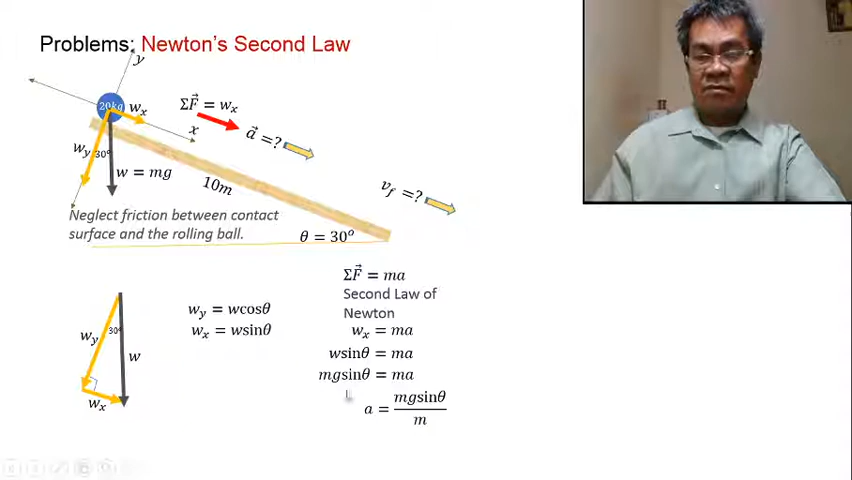 Problems: Newton's Second Law
y
20kg
w_x
ΣF⃗ = w_x
x
a⃗ =?
w_y
30°
w = mg
10m
v_f =?
Neglect friction between contact
surface and the rolling ball.
θ = 30°
ΣF⃗ = ma
Second Law of
Newton
w_y = wcosθ
w_x = wsinθ
w_x = ma
wsinθ = ma
mgsinθ = ma
a = mgsinθ / m
w_y
30°
w
w_x